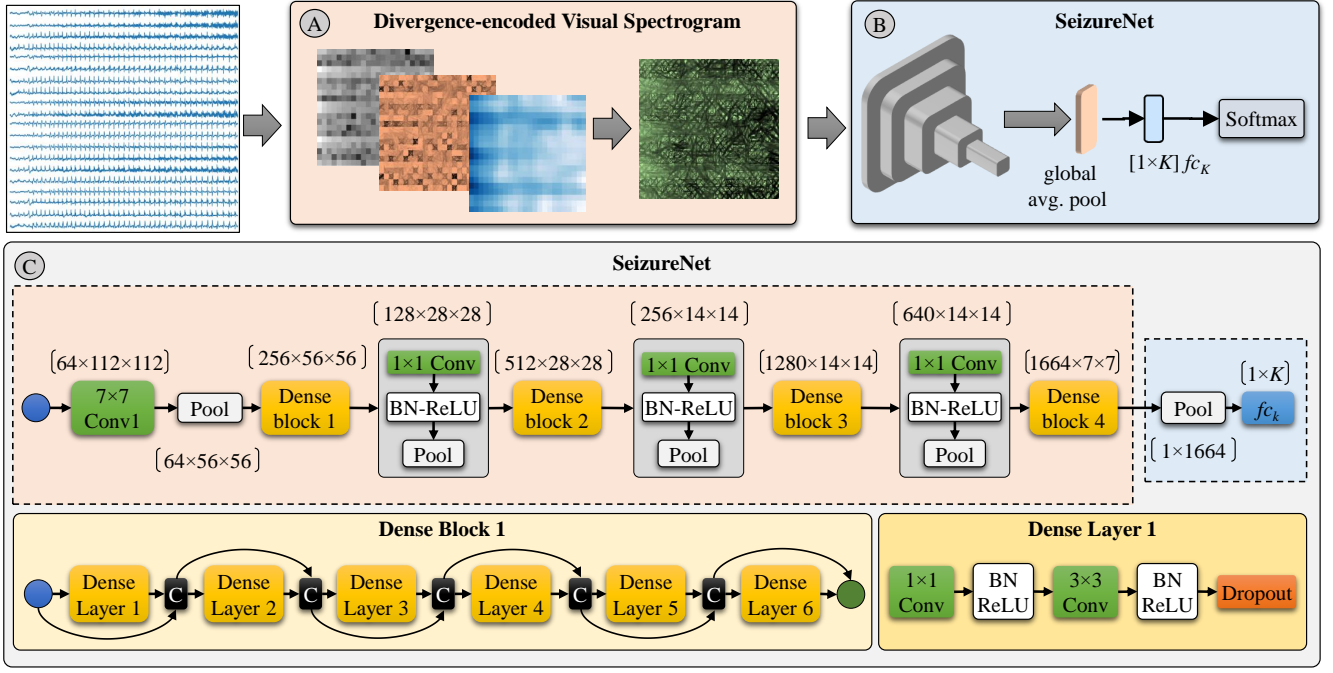 A
Divergence-encoded Visual Spectrogram
B
SeizureNet
global
avg. pool
[1×K] fc_K
Softmax
C
SeizureNet
[64×112×112]
7×7
Conv1
Pool
[64×56×56]
[256×56×56]
Dense
block 1
[128×28×28]
1×1 Conv
BN-ReLU
Pool
[512×28×28]
Dense
block 2
[256×14×14]
1×1 Conv
BN-ReLU
Pool
[1280×14×14]
Dense
block 3
[640×14×14]
1×1 Conv
BN-ReLU
Pool
[1664×7×7]
Dense
block 4
Pool
[1×1664]
[1×K]
fc_k
Dense Block 1
Dense
Layer 1
C
Dense
Layer 2
C
Dense
Layer 3
C
Dense
Layer 4
C
Dense
Layer 5
C
Dense
Layer 6
Dense Layer 1
1×1
Conv
BN
ReLU
3×3
Conv
BN
ReLU
Dropout